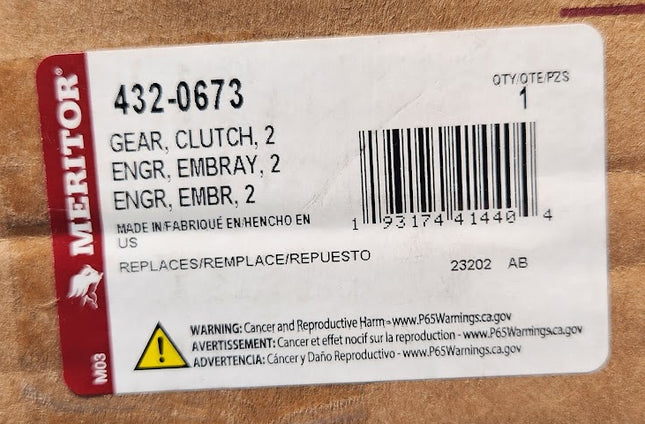 MERITOR®
M03
432-0673
QTY/QTE/PZS
1
GEAR, CLUTCH, 2
ENGR, EMBRAY, 2
ENGR, EMBR, 2
MADE IN/FABRIQUÉ EN/HENCHO EN
US
1 93174 41440 4
REPLACES/REMPLACE/REPUESTO
23202 AB
WARNING: Cancer and Reproductive Harm - www.P65Warnings.ca.gov
AVERTISSEMENT: Cancer et effet nocif sur la reproduction - www.P65Warnings.ca.gov
ADVERTENCIA: Cáncer y Daño Reproductivo - www.P65Warnings.ca.gov